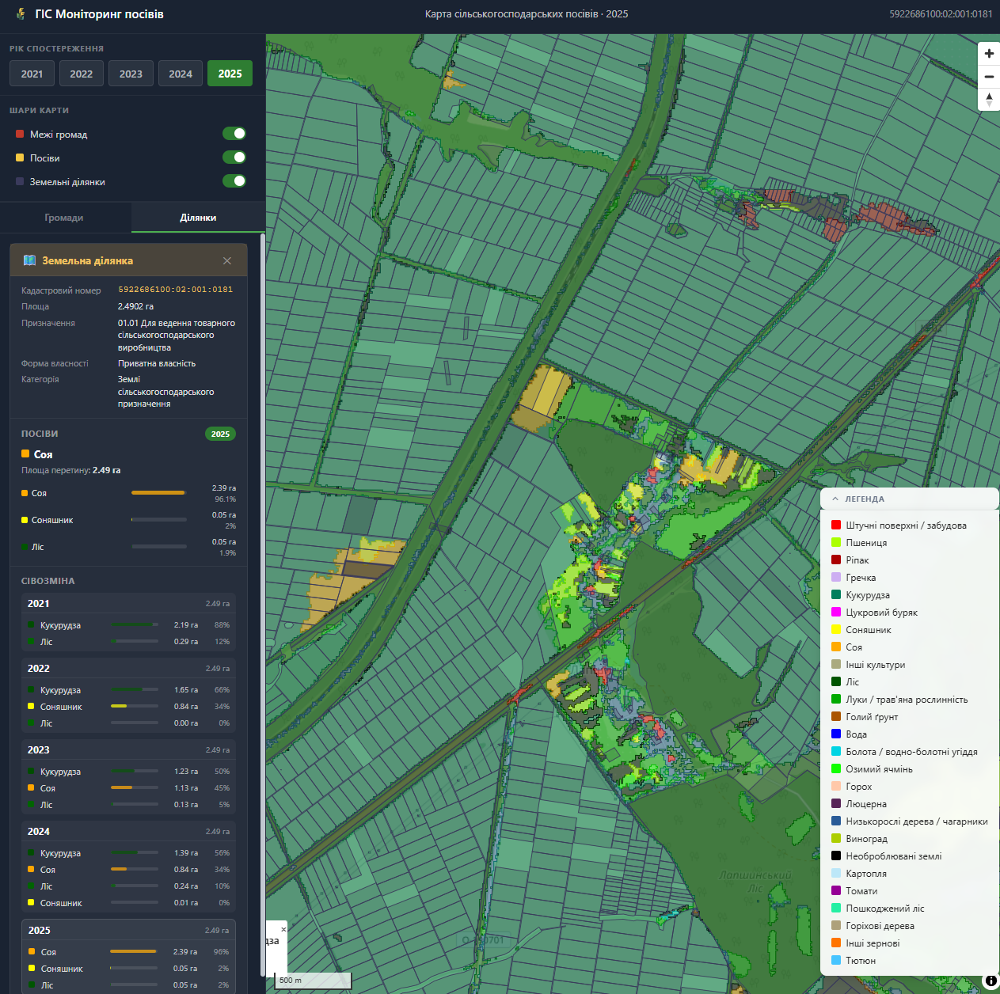 ГІС Моніторинг посівів
Карта сільськогосподарських посівів · 2025
5922686100:02:001:0181
РІК СПОСТЕРЕЖЕННЯ
2021 2022 2023 2024 2025
ШАРИ КАРТИ
Межі громад
Посіви
Земельні ділянки
Громади Ділянки
Земельна ділянка ×
Кадастровий номер 5922686100:02:001:0181
Площа 2.4902 га
Призначення 01.01 Для ведення товарного
сільськогосподарського
виробництва
Форма власності Приватна власність
Категорія Землі
сільськогосподарського
призначення
ПОСІВИ 2025
Соя
Площа перетину: 2.49 га
Соя 2.39 га
96.1%
Соняшник 0.05 га
2%
Ліс 0.05 га
1.9%
СІВОЗМІНА
2021 2.49 га
Кукурудза 2.19 га 88%
Ліс 0.29 га 12%
2022 2.49 га
Кукурудза 1.65 га 66%
Соняшник 0.84 га 34%
Ліс 0.00 га 0%
2023 2.49 га
Кукурудза 1.23 га 50%
Соя 1.13 га 45%
Ліс 0.13 га 5%
2024 2.49 га
Кукурудза 1.39 га 56%
Соя 0.84 га 34%
Ліс 0.24 га 10%
Соняшник 0.01 га 0%
2025 2.49 га
Соя 2.39 га 96%
Соняшник 0.05 га 2%
Ліс 0.05 га 2%
ЛЕГЕНДА
Штучні поверхні / забудова
Пшениця
Ріпак
Гречка
Кукурудза
Цукровий буряк
Соняшник
Соя
Інші культури
Ліс
Луки / трав'яна рослинність
Голий ґрунт
Вода
Болота / водно-болотні угіддя
Озимий ячмінь
Горох
Люцерна
Низькорослі дерева / чагарники
Виноград
Необроблювані землі
Картопля
Томати
Пошкоджений ліс
Горіхові дерева
Інші зернові
Тютюн
Лапшинський
Ліс
×
дза
500 m